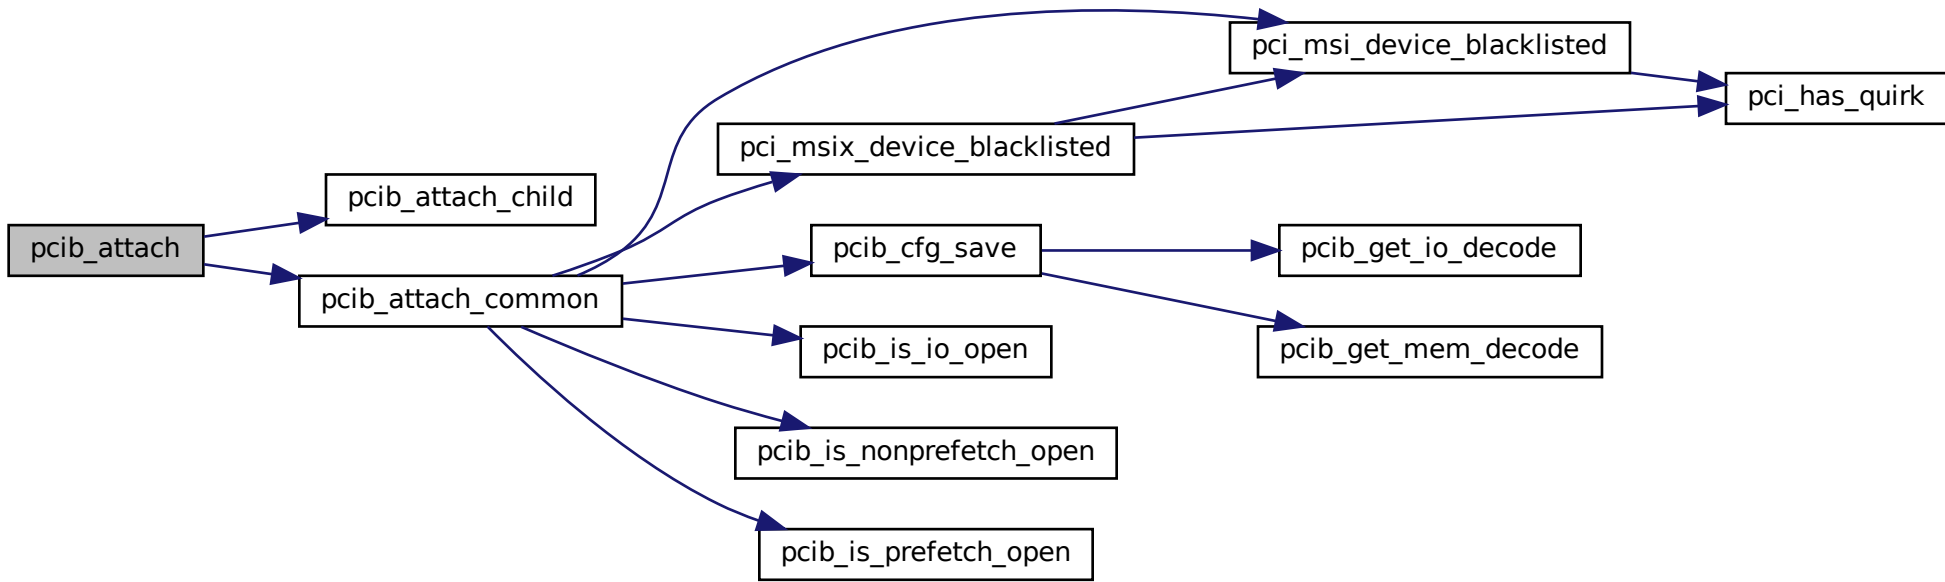 pcib_attach
pcib_attach_child
pcib_attach_common
pci_msi_device_blacklisted
pci_msix_device_blacklisted
pci_has_quirk
pcib_cfg_save
pcib_get_io_decode
pcib_get_mem_decode
pcib_is_io_open
pcib_is_nonprefetch_open
pcib_is_prefetch_open